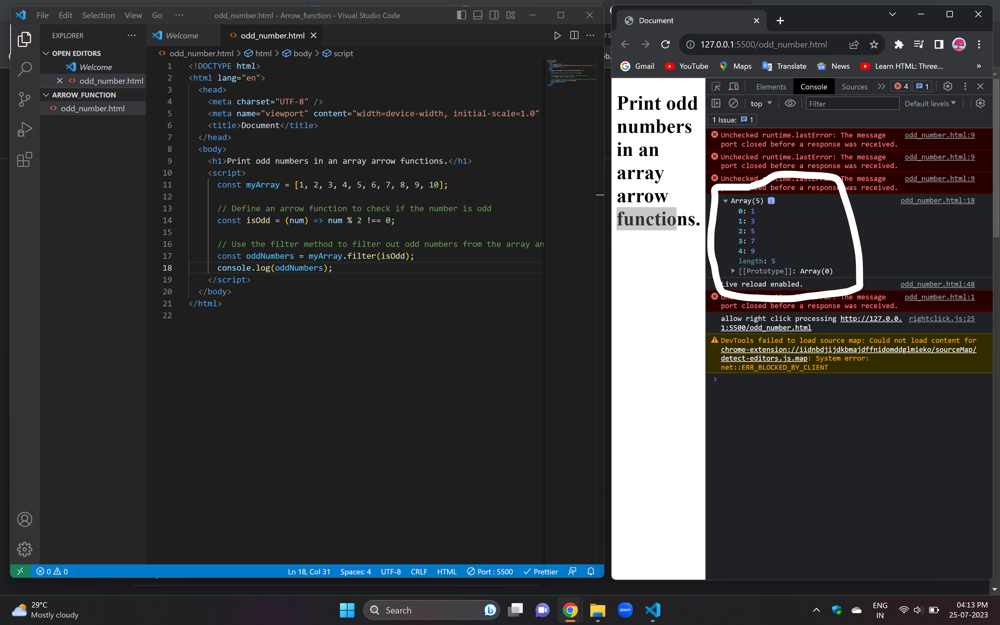 File Edit Selection View Go ··· odd_number.html - Arrow_function - Visual Studio Code
EXPLORER ···
OPEN EDITORS
Welcome
odd_number.html
ARROW_FUNCTION
odd_number.html
Welcome odd_number.html
odd_number.html > html > body > script
1 <!DOCTYPE html>
2 <html lang="en">
3 <head>
4 <meta charset="UTF-8" />
5 <meta name="viewport" content="width=device-width, initial-scale=1.0"
6 <title>Document</title>
7 </head>
8 <body>
9 <h1>Print odd numbers in an array arrow functions.</h1>
10 <script>
11 const myArray = [1, 2, 3, 4, 5, 6, 7, 8, 9, 10];
12
13 // Define an arrow function to check if the number is odd
14 const isOdd = (num) => num % 2 !== 0;
15
16 // Use the filter method to filter out odd numbers from the array an
17 const oddNumbers = myArray.filter(isOdd);
18 console.log(oddNumbers);
19 </script>
20 </body>
21 </html>
22
0 0 Ln 18, Col 31 Spaces: 4 UTF-8 CRLF HTML Port : 5500 Prettier
Document
127.0.0.1:5500/odd_number.html
Gmail YouTube Maps Translate News Learn HTML: Three... »
Print odd
numbers
in an
array
arrow
functions.
Elements Console Sources 4 1
top Filter Default levels
1 Issue: 1
Unchecked runtime.lastError: The message odd_number.html:9
port closed before a response was received.
Unchecked runtime.lastError: The message odd_number.html:9
port closed before a response was received.
Unchecked runtime.lastError: The message odd_number.html:9
closed before a response was received.
Array(5) i odd_number.html:18
0: 1
1: 3
2: 5
3: 7
4: 9
length: 5
[[Prototype]]: Array(0)
Live reload enabled. odd_number.html:48
The message odd_number.html:1
port closed before a response was received.
allow right click processing http://127.0.0. rightclick.js:25
1:5500/odd_number.html
DevTools failed to load source map: Could not load content for
chrome-extension://iidnbdjijdkbmajdffnidomddglmieko/sourceMap/
detect-editors.js.map: System error:
net::ERR_BLOCKED_BY_CLIENT
29°C
Mostly cloudy
Search
zoom
ENG
IN
04:13 PM
25-07-2023